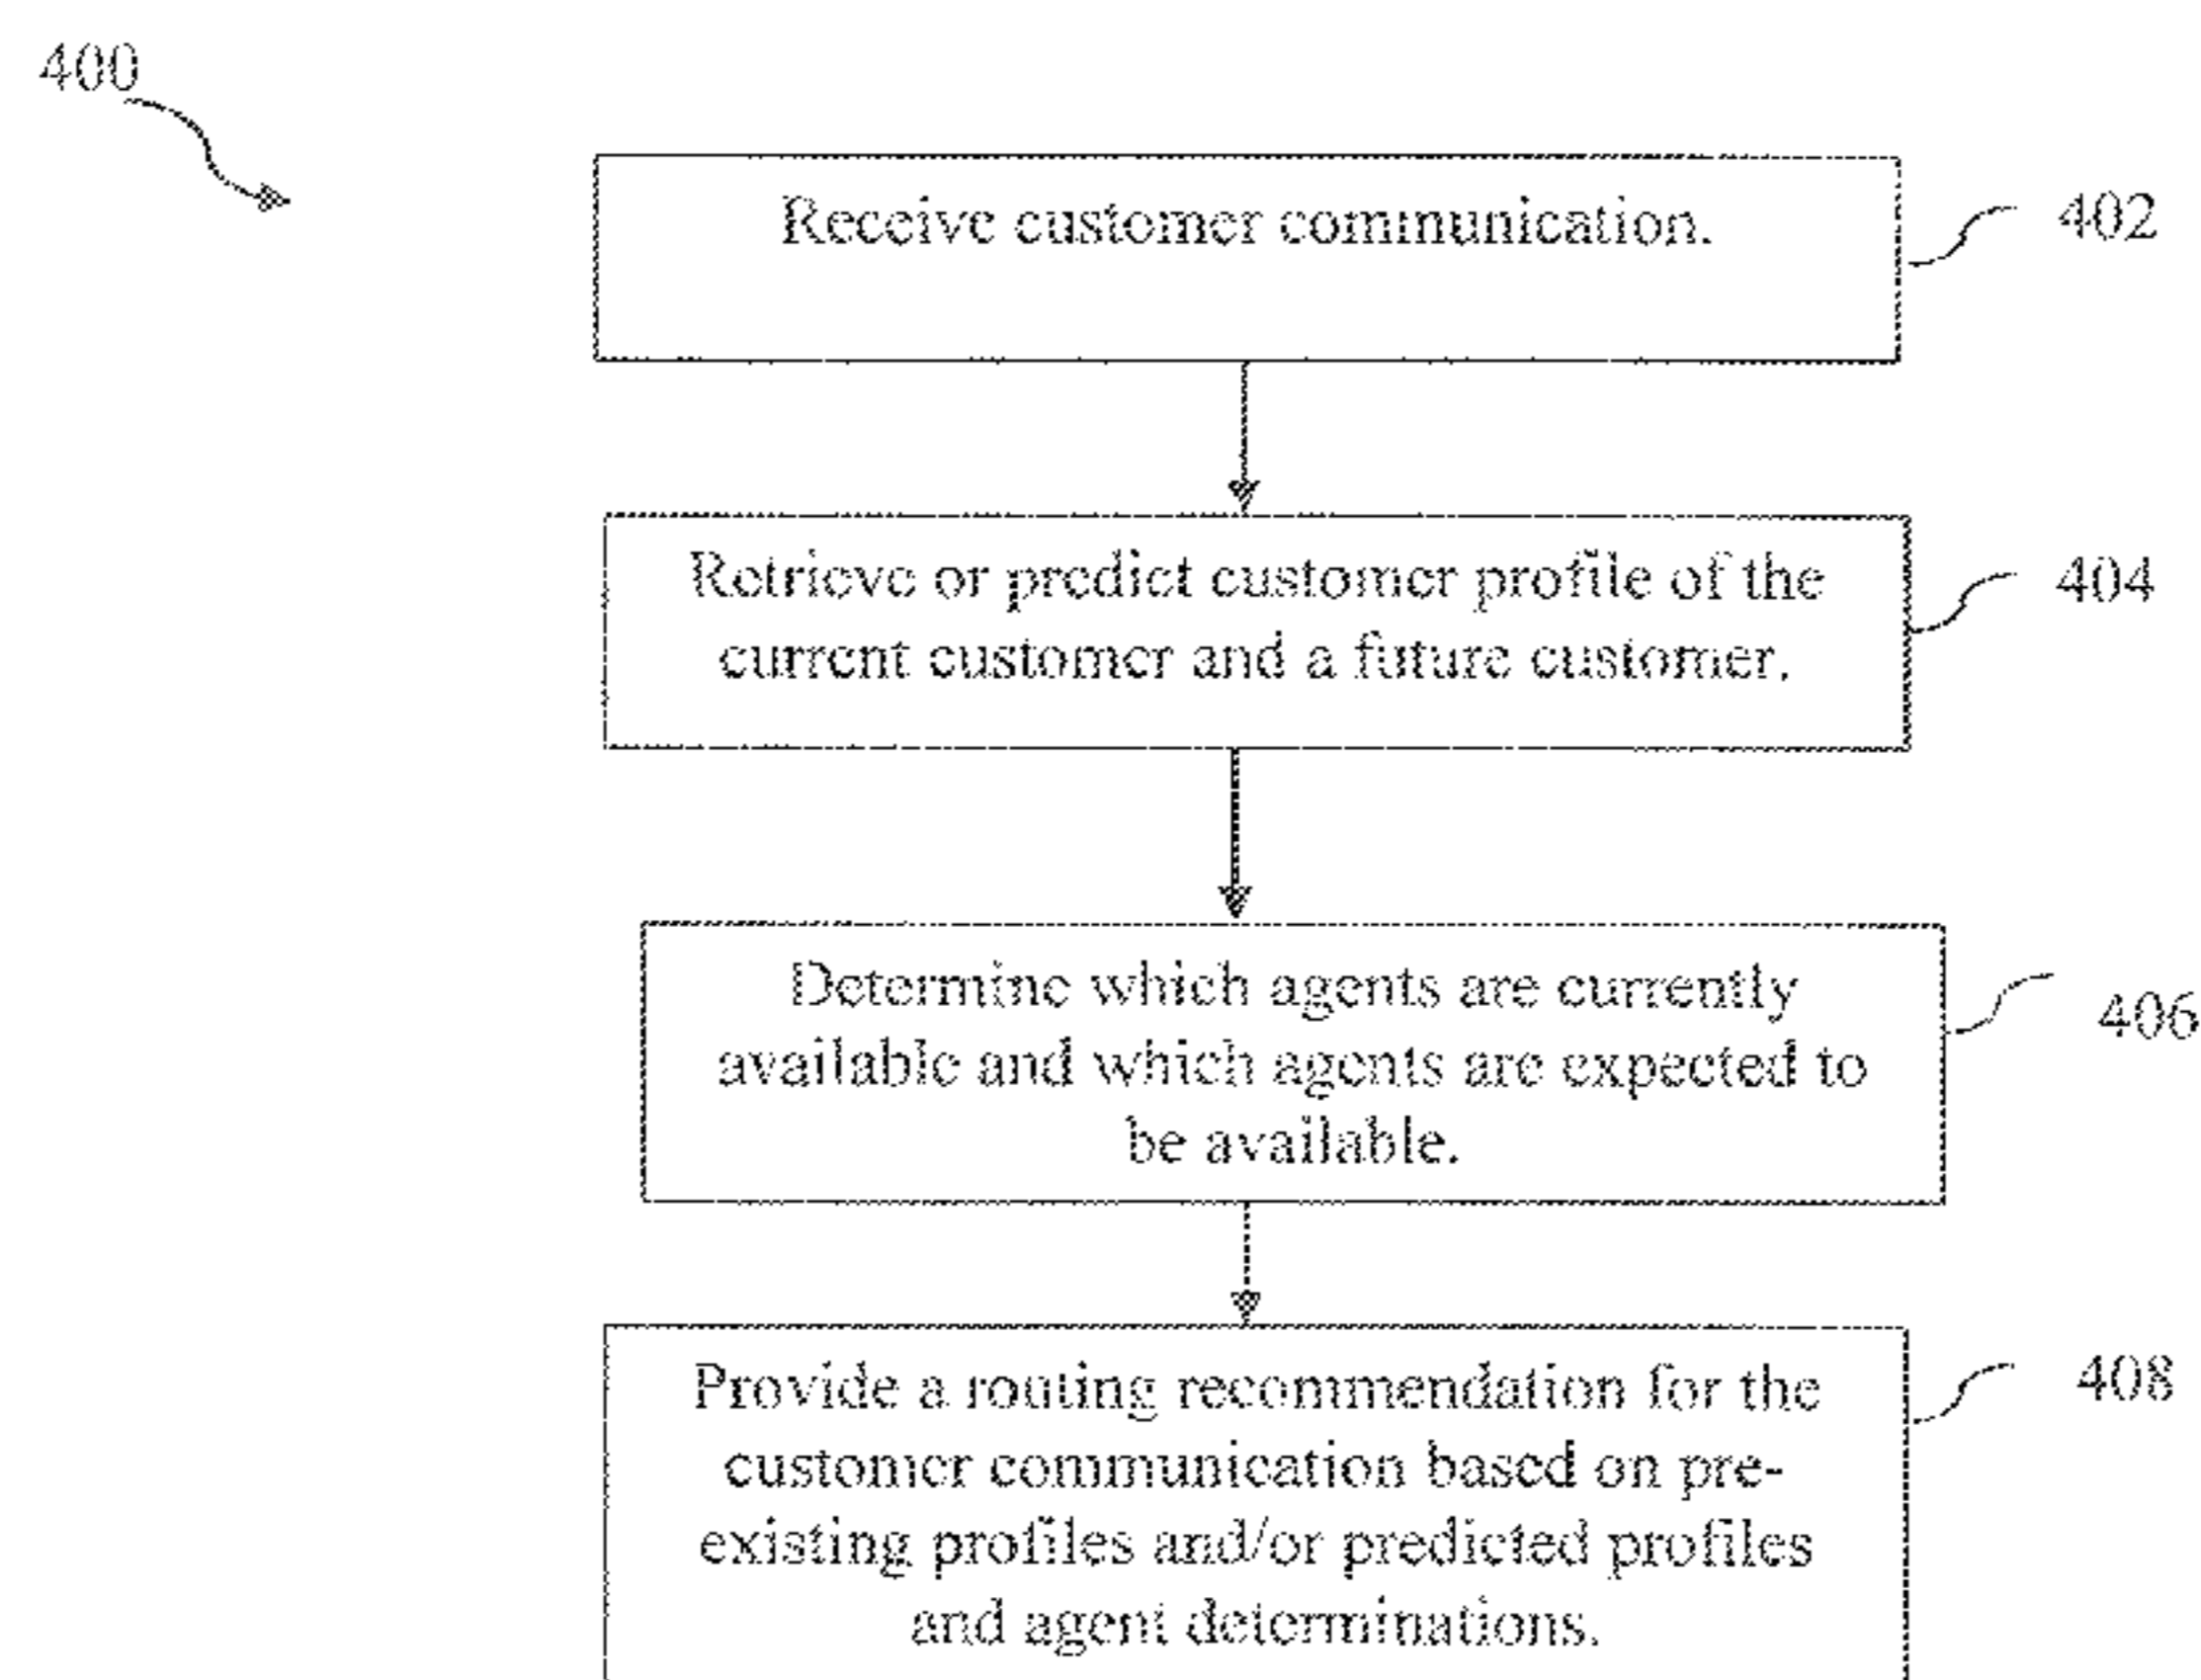 400
Receive customer communication.
402
Retrieve or predict customer profile of the
current customer and a future customer.
404
Determine which agents are currently
available and which agents are expected to
be available.
406
Provide a routing recommendation for the
customer communication based on pre-
existing profiles and/or predicted profiles
and agent determinations.
408